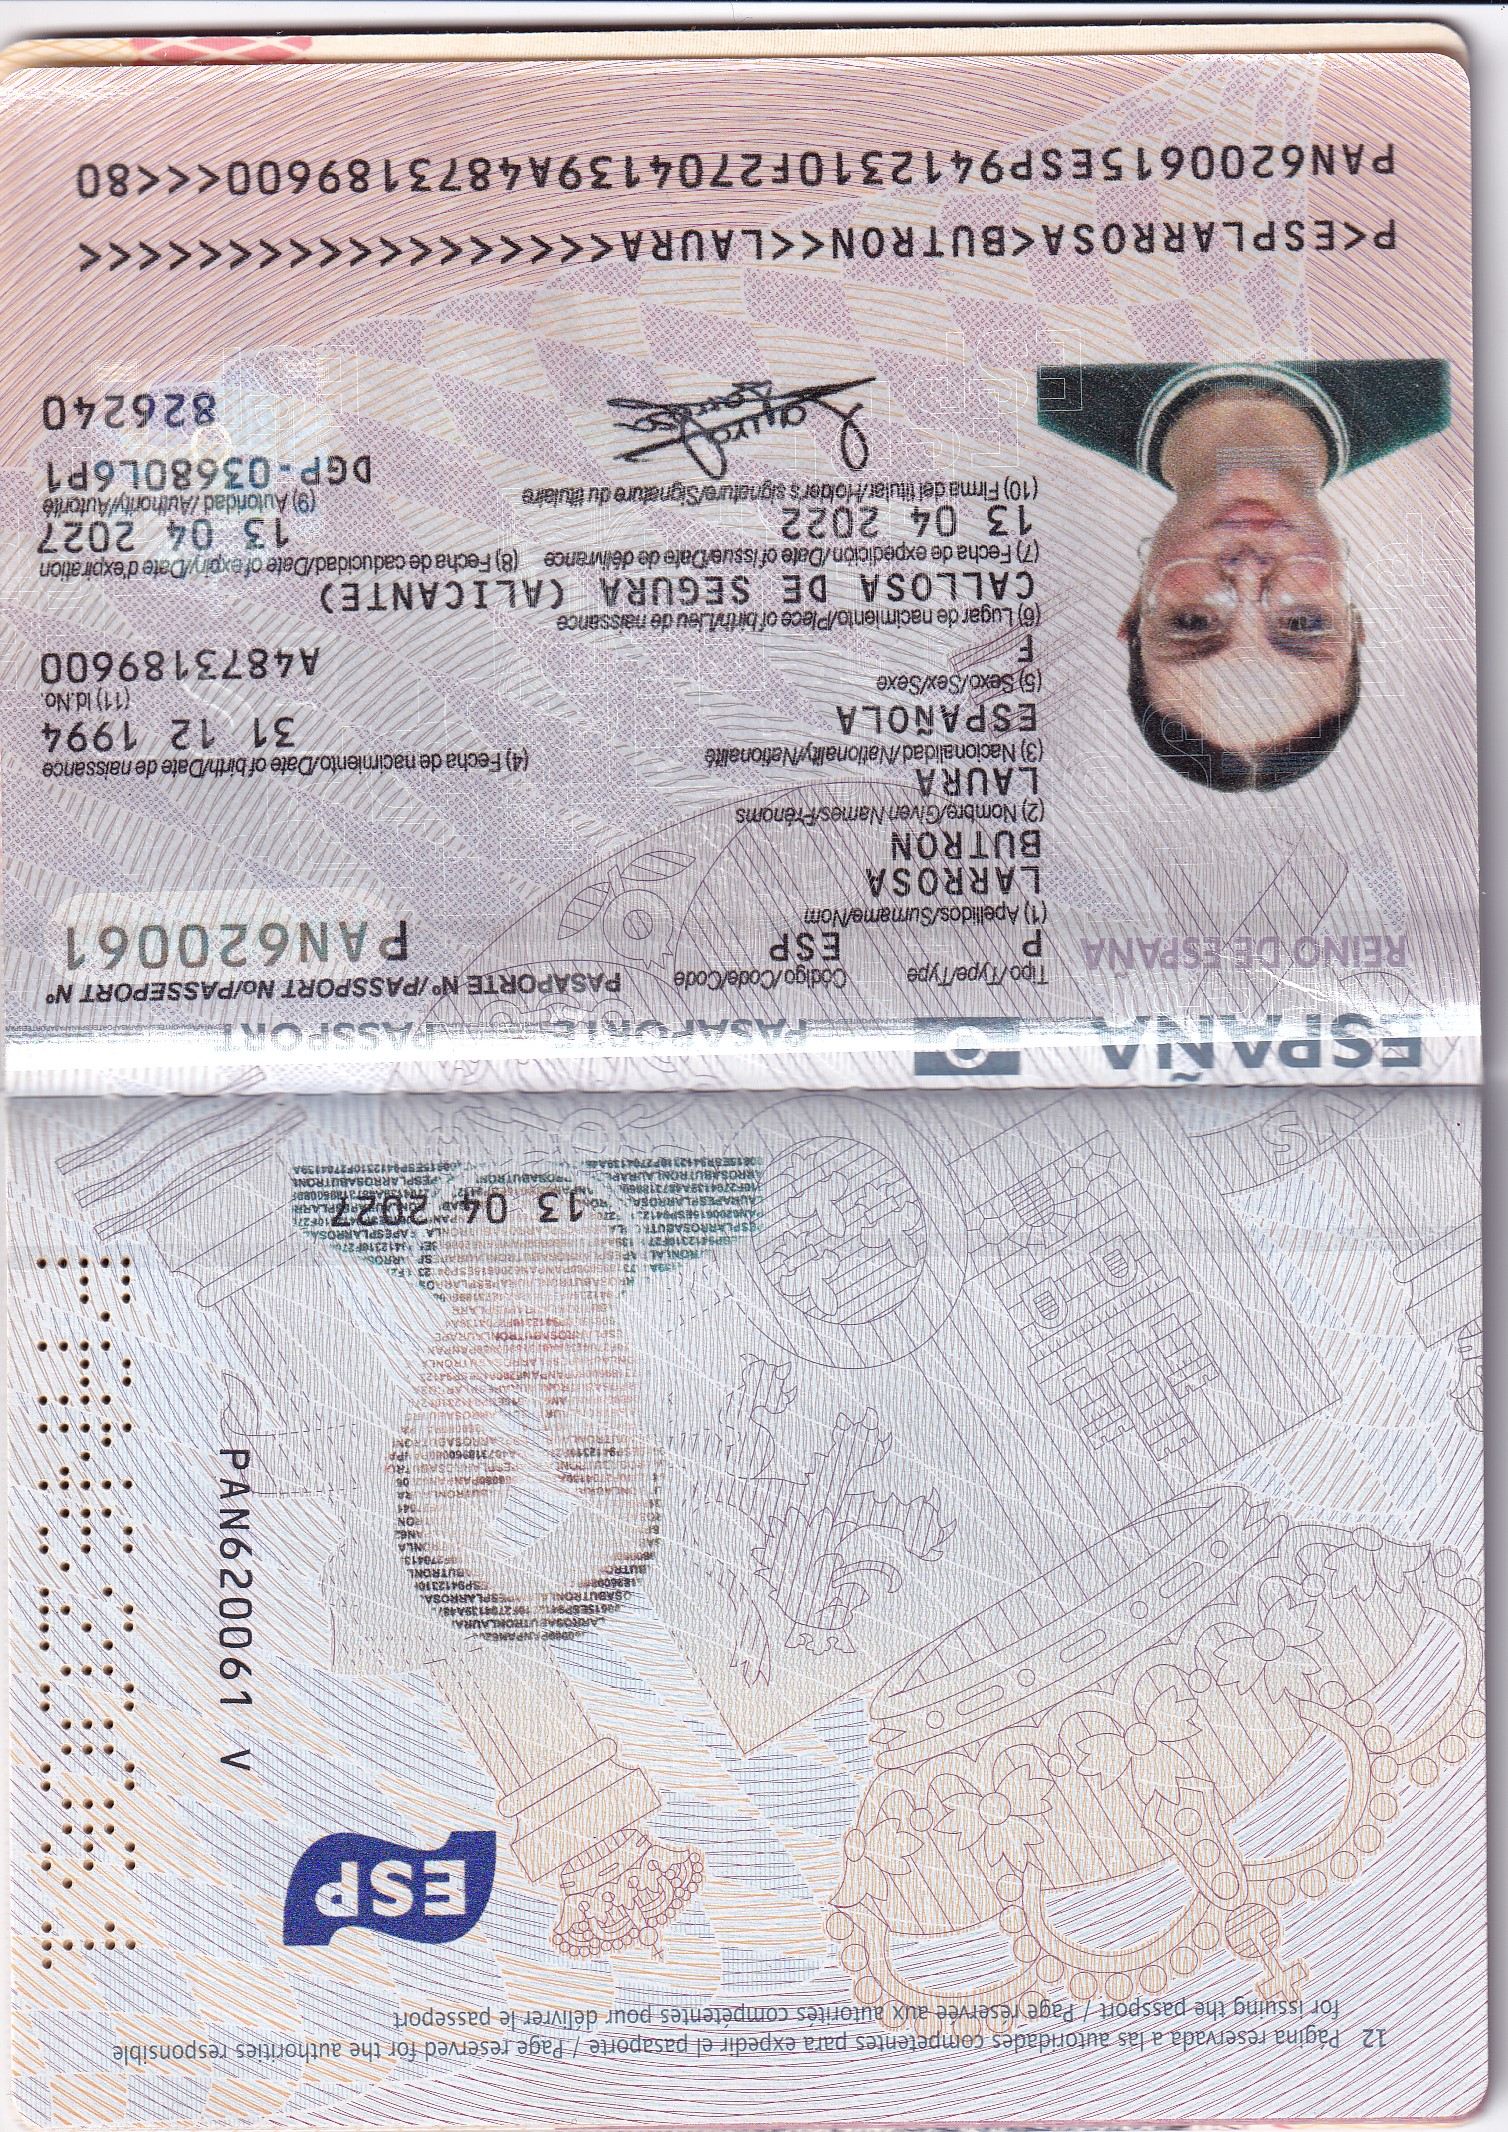 12 Página reservada a las autoridades competentes para expedir el pasaporte / Page reserved for the authorities responsible
for issuing the passport / Page réservée aux autorités compétentes pour délivrer le passeport
ESP
PAN620061 V
13 04 2027
ESPAÑA
PASAPORTE PASSPORT
REINO DE ESPAÑA
Tipo/Type/Type Código/Code/Code PASAPORTE Nº/PASSPORT No/PASSEPORT Nº
P ESP PAN620061
(1) Apellidos/Surname/Nom
LARROSA
BUTRON
(2) Nombre/Given Names/Prénoms
LAURA
(3) Nacionalidad/Nationality/Nationalité (4) Fecha de nacimiento/Date of birth/Date de naissance
ESPAÑOLA 31 12 1994
(5) Sexo/Sex/Sexe (11) Id.No.
F A4873189600
(6) Lugar de nacimiento/Place of birth/Lieu de naissance
CALLOSA DE SEGURA (ALICANTE)
(7) Fecha de expedición/Date of issue/Date de délivrance (8) Fecha de caducidad/Date of expiry/Date d'expiration
13 04 2022 13 04 2027
(10) Firma del titular/Holder's signature/Signature du titulaire (9) Autoridad/Authority/Autorité
DGP-03680L6P1
Laura
Larrosa
826240
P<ESPLARROSA<BUTRON<<LAURA<<<<<<<<<<<<<<<<<<
PAN6200615ESP9412310F2704139A4873189600<<<80